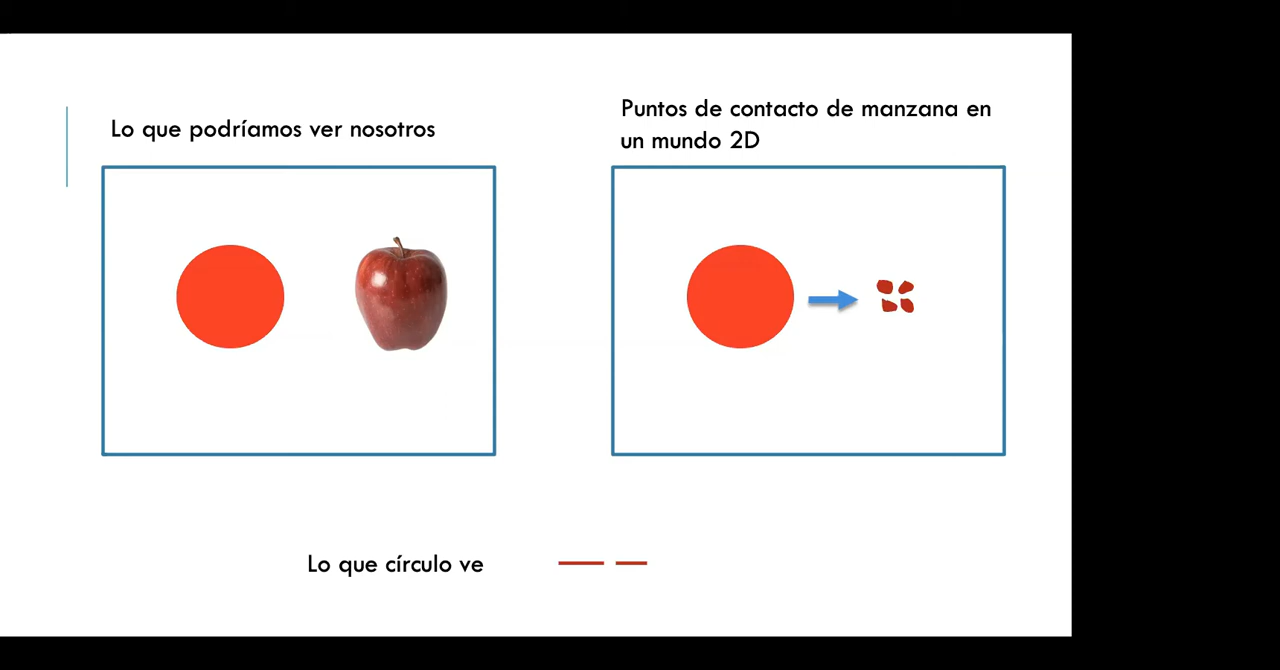 Lo que podríamos ver nosotros
Puntos de contacto de manzana en
un mundo 2D
Lo que círculo ve